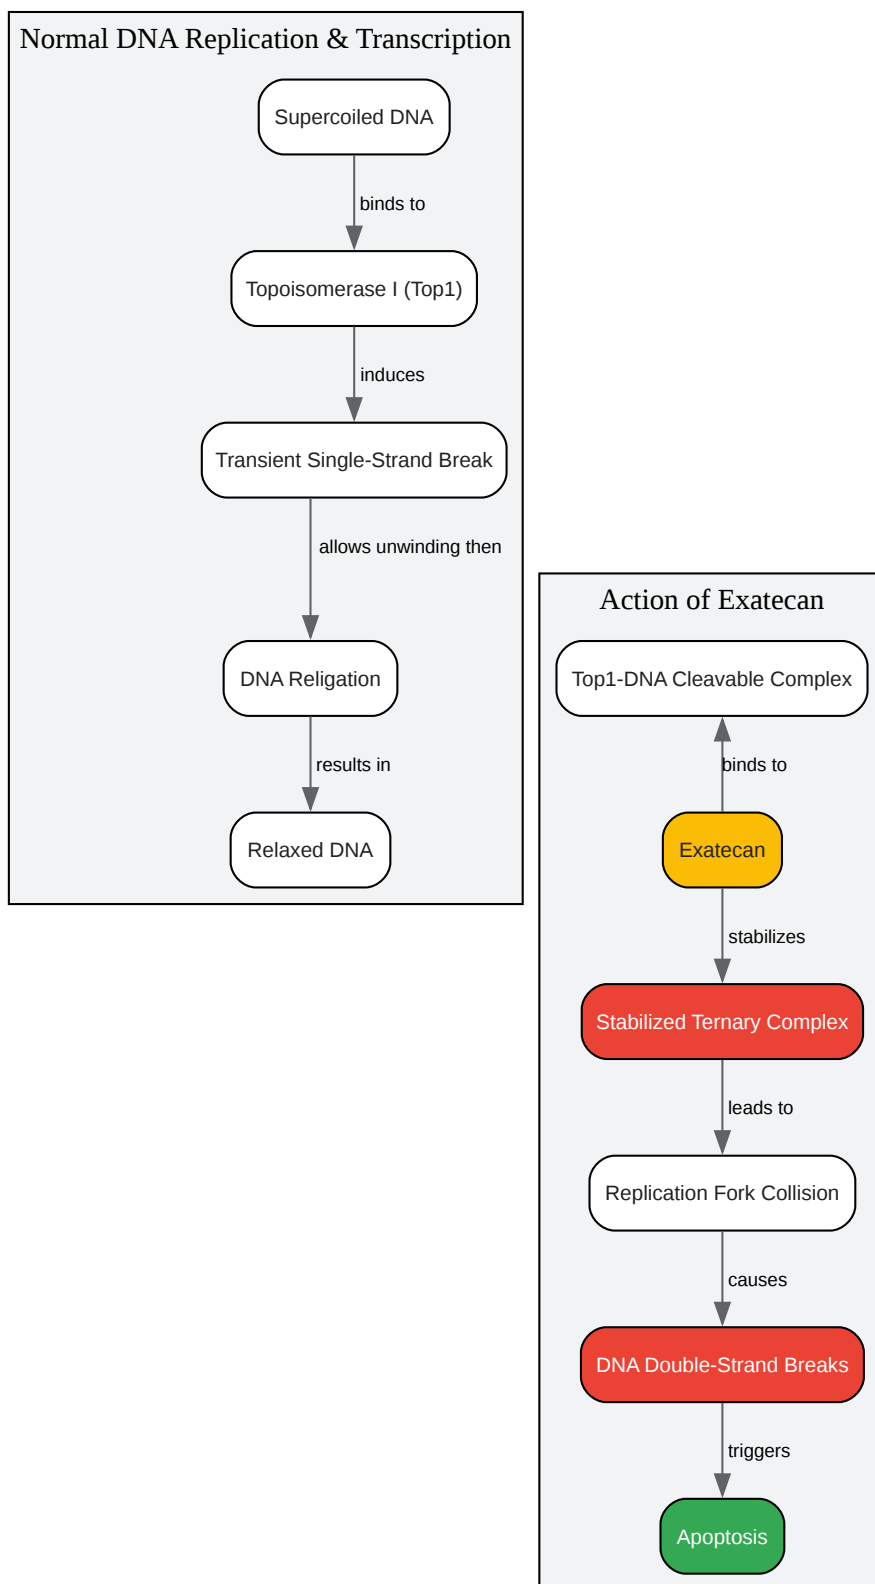 Normal DNA Replication & Transcription
Supercoiled DNA
binds to
Topoisomerase I (Top1)
induces
Transient Single-Strand Break
allows unwinding then
DNA Religation
results in
Relaxed DNA
Action of Exatecan
Top1-DNA Cleavable Complex
binds to
Exatecan
stabilizes
Stabilized Ternary Complex
leads to
Replication Fork Collision
causes
DNA Double-Strand Breaks
triggers
Apoptosis